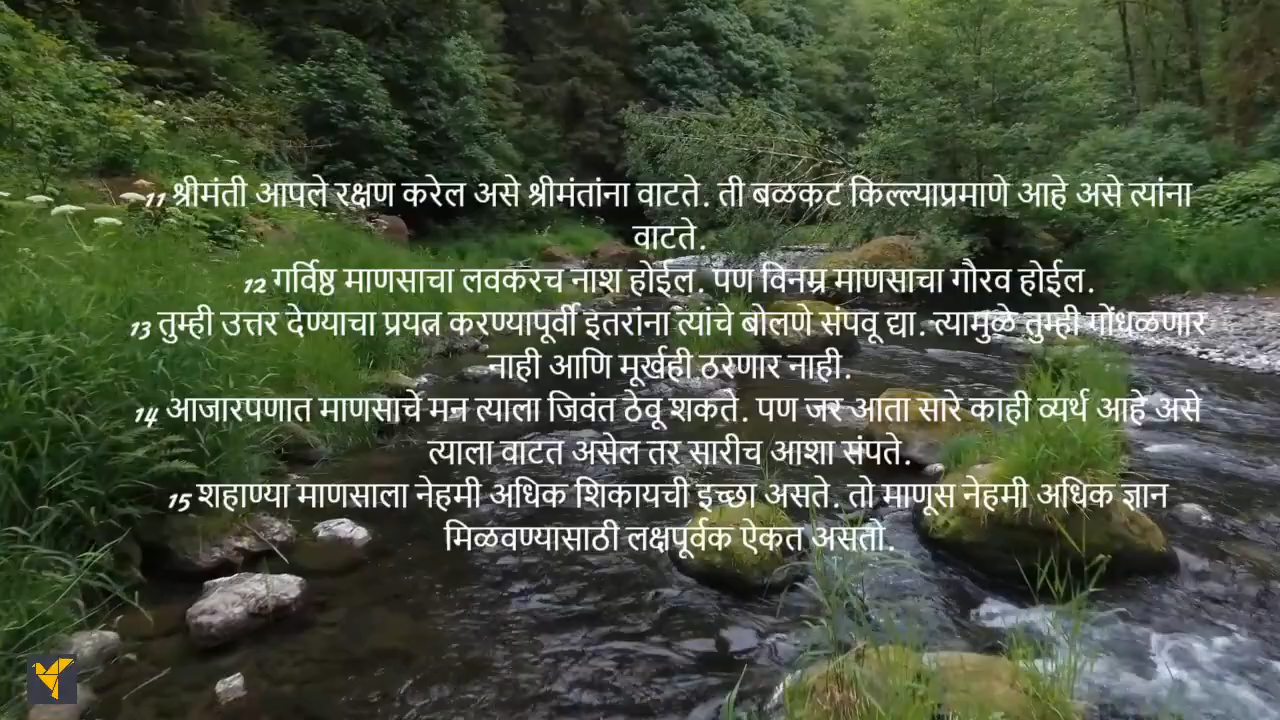 11 श्रीमंती आपले रक्षण करेल असे श्रीमंतांना वाटते. ती बळकट किल्ल्याप्रमाणे आहे असे त्यांना
वाटते.
12 गर्विष्ठ माणसाचा लवकरच नाश होईल. पण विनम्र माणसाचा गौरव होईल.
13 तुम्ही उत्तर देण्याचा प्रयत्न करण्यापूर्वी इतरांना त्यांचे बोलणे संपवू द्या. त्यामुळे तुम्ही गोंधळणार
नाही आणि मूर्खही ठरणार नाही.
14 आजारपणात माणसाचे मन त्याला जिवंत ठेवू शकते. पण जर आता सारे काही व्यर्थ आहे असे
त्याला वाटत असेल तर सारीच आशा संपते.
15 शहाण्या माणसाला नेहमी अधिक शिकायची इच्छा असते. तो माणूस नेहमी अधिक ज्ञान
मिळवण्यासाठी लक्षपूर्वक ऐकत असतो.